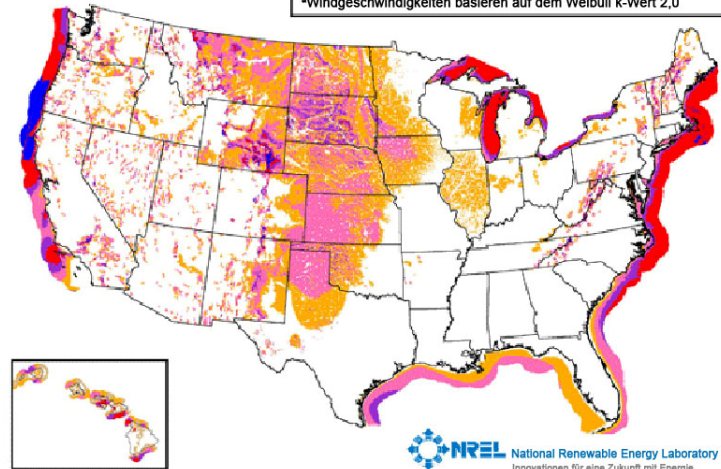 *Windgeschwindigkeiten basieren auf dem Weibull k-Wert 2,0
NREL National Renewable Energy Laboratory
Innovationen für eine Zukunft mit Energie